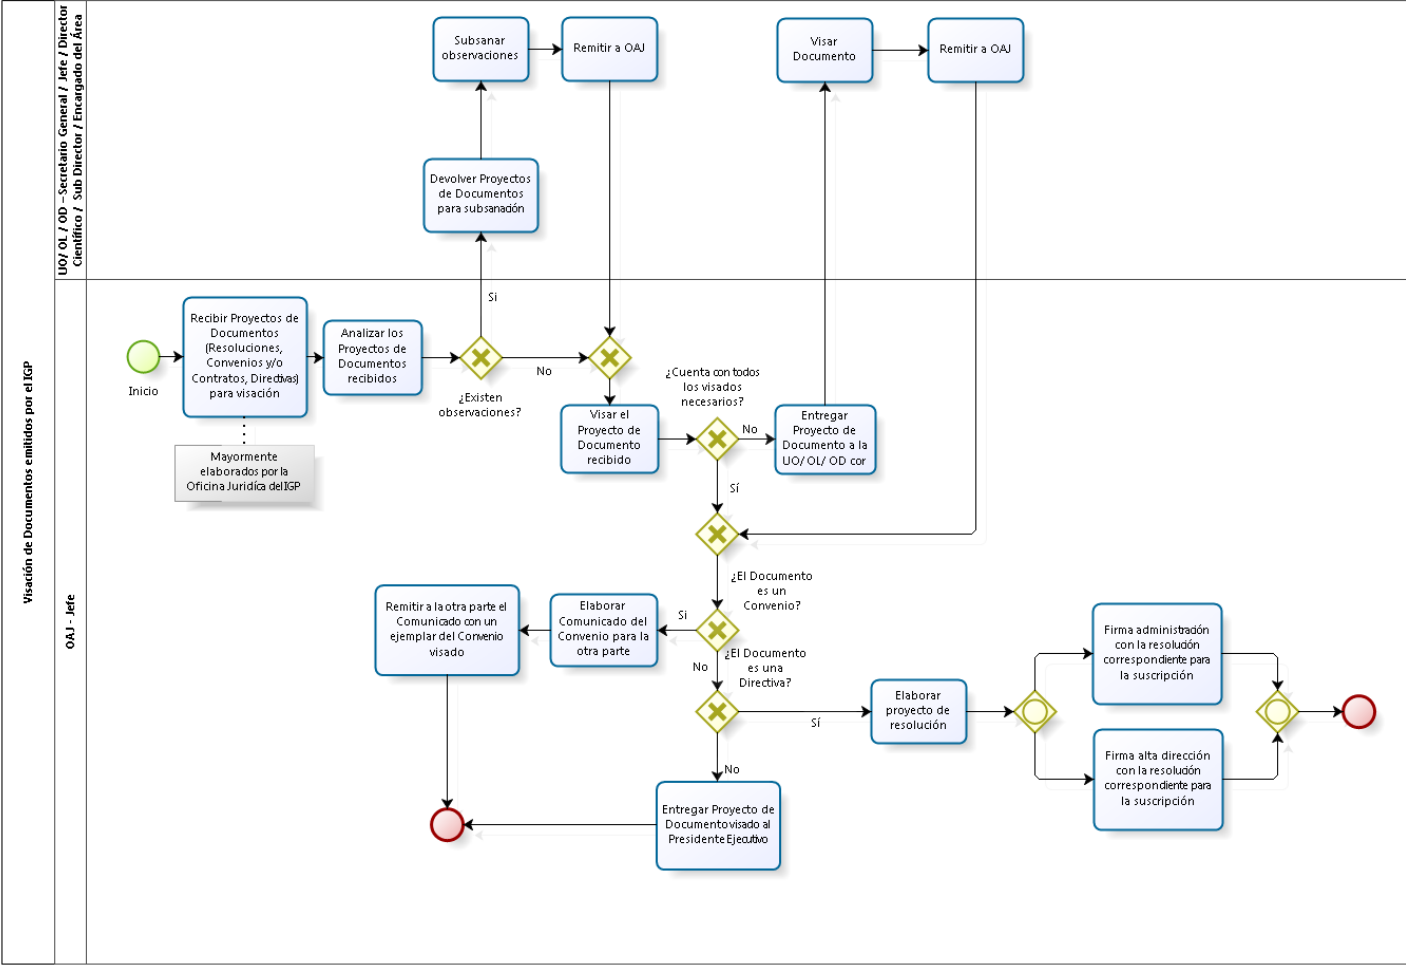 Visación de Documentos emitidos por el IGP
UO/ OL / OD –Secretario General / Jefe / Director
Científico / Sub Director / Encargado del Área
OAJ - Jefe
Subsanar
observaciones
Remitir a OAJ
Visar
Documento
Remitir a OAJ
Devolver Proyectos
de Documentos
para subsanación
Si
Inicio
Recibir Proyectos de
Documentos
(Resoluciones,
Convenios y/o
Contratos, Directivas)
para visación
Mayormente
elaborados por la
Oficina Juridíca del IGP
Analizar los
Proyectos de
Documentos
recibidos
¿Existen
observaciones?
No
Visar el
Proyecto de
Documento
recibido
¿Cuenta con todos
los visados
necesarios?
No
Entregar
Proyecto de
Documento a la
UO/ OL/ OD cor
Sí
¿El Documento
es un
Convenio?
Si
Elaborar
Comunicado del
Convenio para la
otra parte
Remitir a la otra parte el
Comunicado con un
ejemplar del Convenio
visado
No
¿El Documento
es una
Directiva?
Sí
Elaborar
proyecto de
resolución
Firma administración
con la resolución
correspondiente para
la suscripción
Firma alta dirección
con la resolución
correspondiente para
la suscripción
No
Entregar Proyecto de
Documento visado al
Presidente Ejecutivo